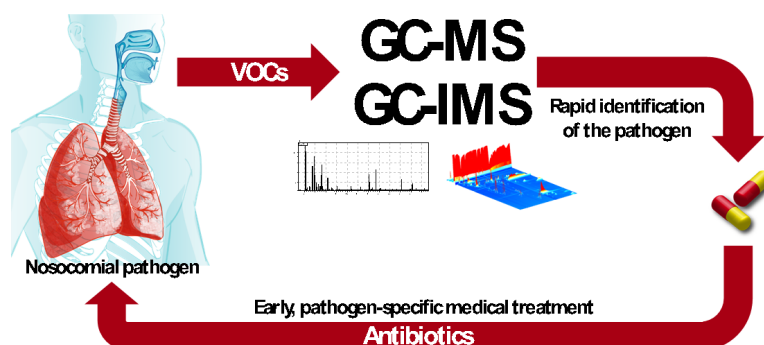 VOCs
GC-MS
GC-IMS
Rapid identification
of the pathogen
Nosocomial pathogen
Early, pathogen-specific medical treatment
Antibiotics